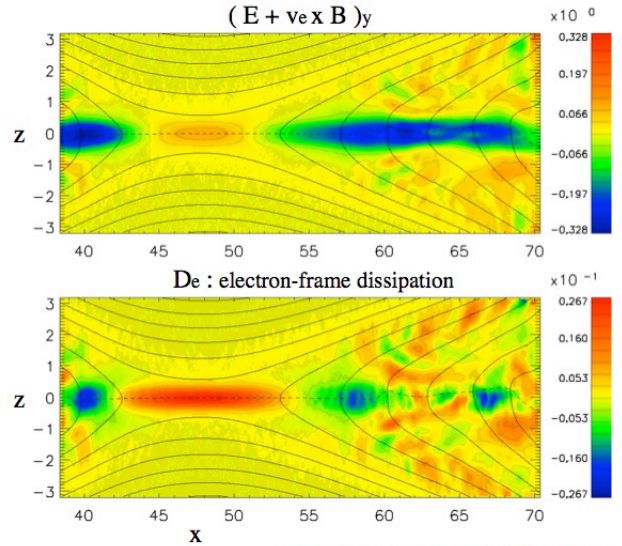 ( E + ve x B )y
x10 0
3
2
1
0
-1
-2
-3
z
40 45 50 55 60 65 70
0.328
0.197
0.066
-0.066
-0.197
-0.328
De : electron-frame dissipation
x10 -1
3
2
1
0
-1
-2
-3
z
40 45 50 55 60 65 70
x
0.267
0.160
0.053
-0.053
-0.160
-0.267